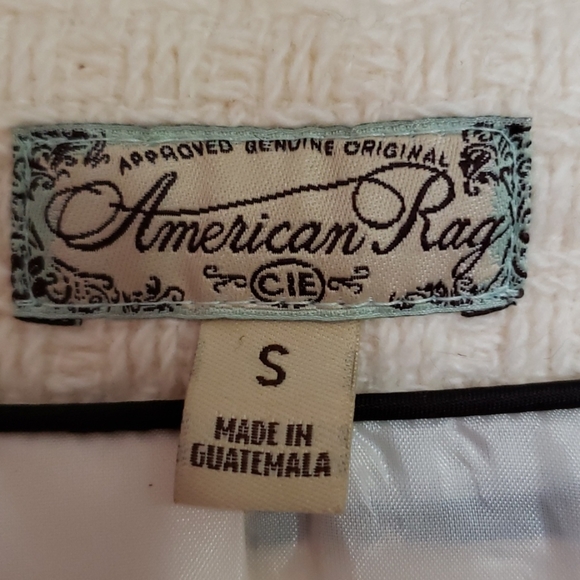 APPROVED GENUINE ORIGINAL
American Rag
CIE
S
MADE IN
GUATEMALA